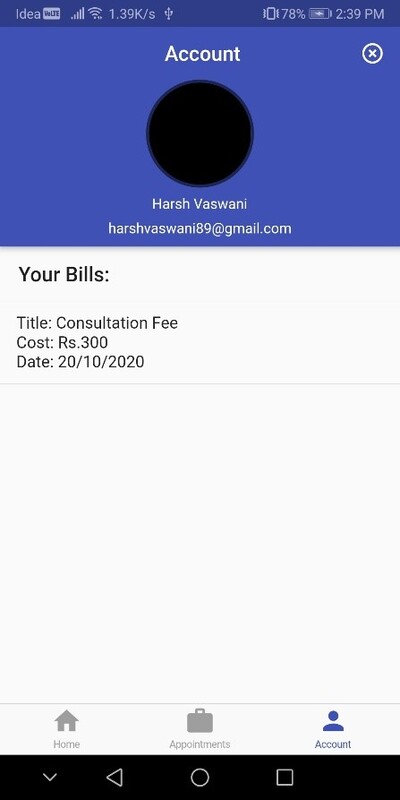 Idea VoLTE 1.39K/s 78% 2:39 PM
Account
Harsh Vaswani
harshvaswani89@gmail.com
Your Bills:
Title: Consultation Fee
Cost: Rs.300
Date: 20/10/2020
Home Appointments Account